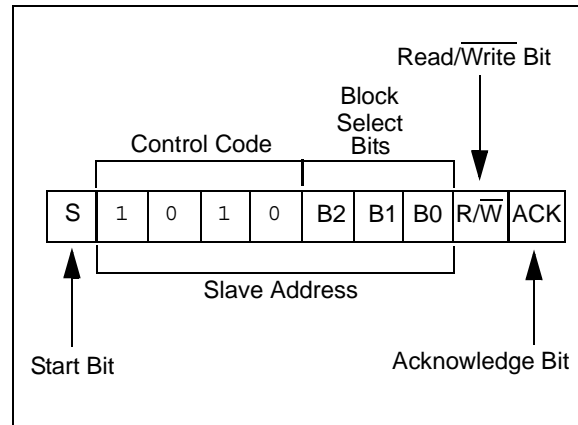 Read/Write Bit
Block
Select
Bits
Control Code
S 1 0 1 0 B2 B1 B0 R/W ACK
Slave Address
Start Bit
Acknowledge Bit